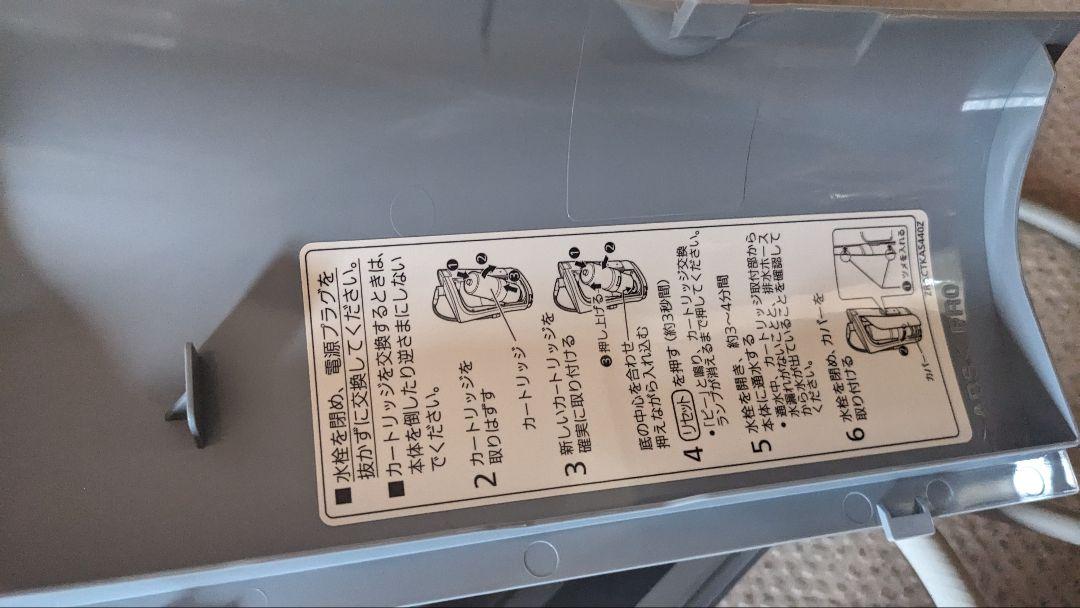 ■水栓を閉め、電源プラグを
抜かずに交換してください。
■カートリッジを交換するときは、
本体を倒したり逆さまにしない
でください。
2 カートリッジを
取りはずす
❶
❷
❸
カートリッジ
3 新しいカートリッジを
確実に取り付ける
❶
❷
❸押し上げる
底の中心を合わせ
押えながら入れ込む
4 リセットを押す(約3秒間)
・「ピーッと鳴り、カートリッジ交換
ランプが消えるまで押してください。
5 水栓を開き、約3〜4分間
本体に通水する
・通水中、カートリッジ取付部から
水漏れがないことと、排水ホース
から水が出ていることを確認して
ください。
6 水栓を閉め、カバーを
取り付ける
❶ツメを入れる
❷
カバー
>ABS